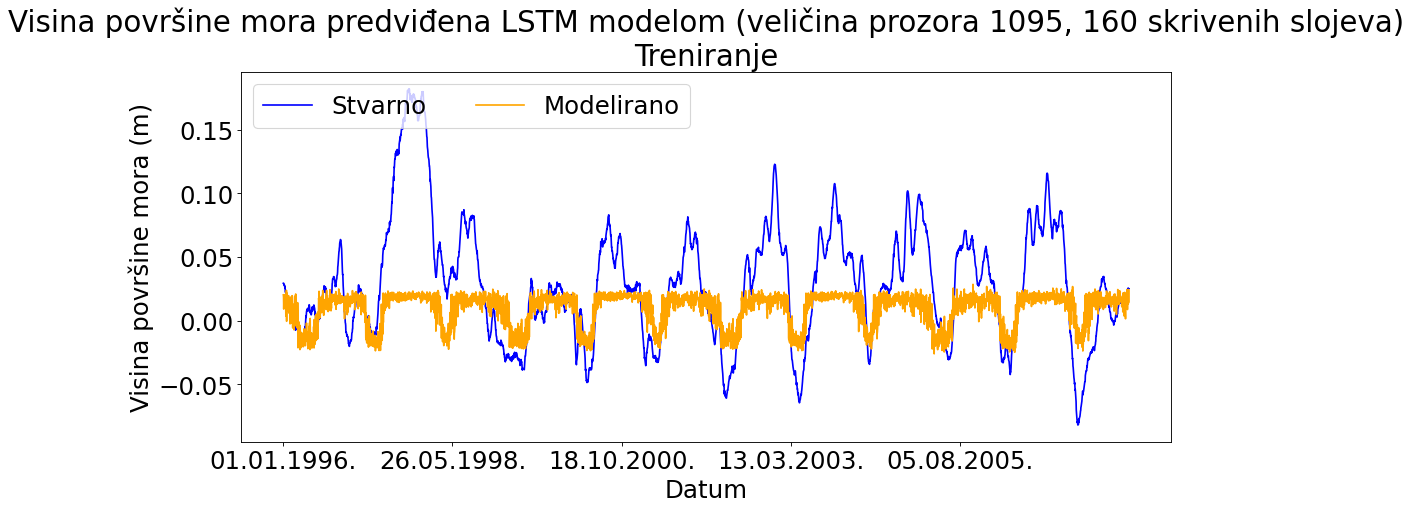 Visina površine mora predviđena LSTM modelom (veličina prozora 1095, 160 skrivenih slojeva)
Treniranje
Stvarno
Modelirano
Visina površine mora (m)
0.15
0.10
0.05
0.00
−0.05
01.01.1996.
26.05.1998.
18.10.2000.
13.03.2003.
05.08.2005.
Datum